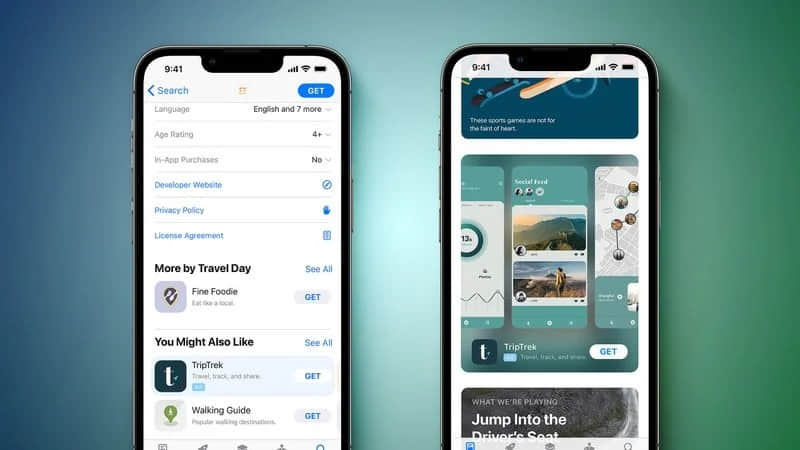 9:41
Search
GET
Language
English and 7 more
Age Rating
4+
In-App Purchases
No
Developer Website
Privacy Policy
License Agreement
More by Travel Day
See All
Fine Foodie
Eat like a local.
GET
You Might Also Like
See All
TripTrek
Travel, track, and share.
Ad
GET
Walking Guide
Popular walking destinations.
GET
9:41
These sports games are not for
the faint of heart.
Social Feed
13
Photos
Shanghai
t
TripTrek
Ad
Travel, track, and share.
GET
WHAT WE'RE PLAYING
Jump Into the
Driver's Seat